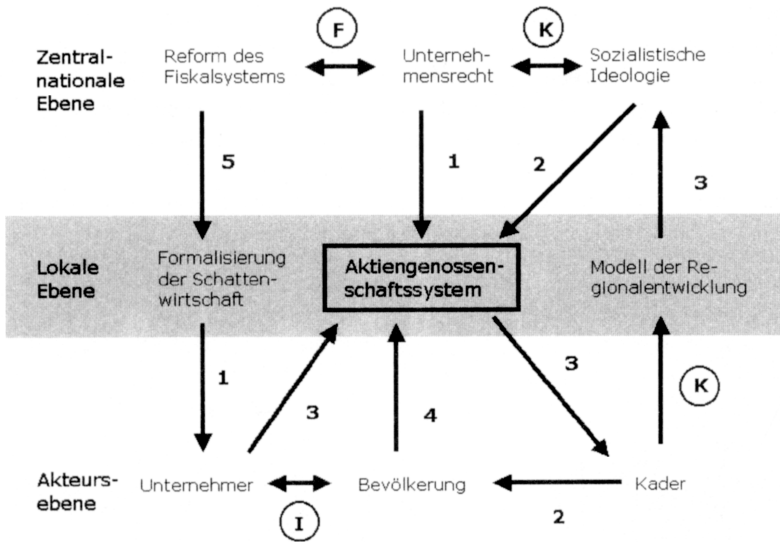 F
K
Zentral-
nationale
Ebene
Reform des
Fiskalsystems
Unterneh-
mensrecht
Sozialistische
Ideologie
5
1
2
3
Lokale
Ebene
Formalisierung
der Schatten-
wirtschaft
Aktiengenossen-
schaftssystem
Modell der Re-
gionalentwicklung
1
3
4
3
K
Akteurs-
ebene
Unternehmer
Bevölkerung
Kader
I
2